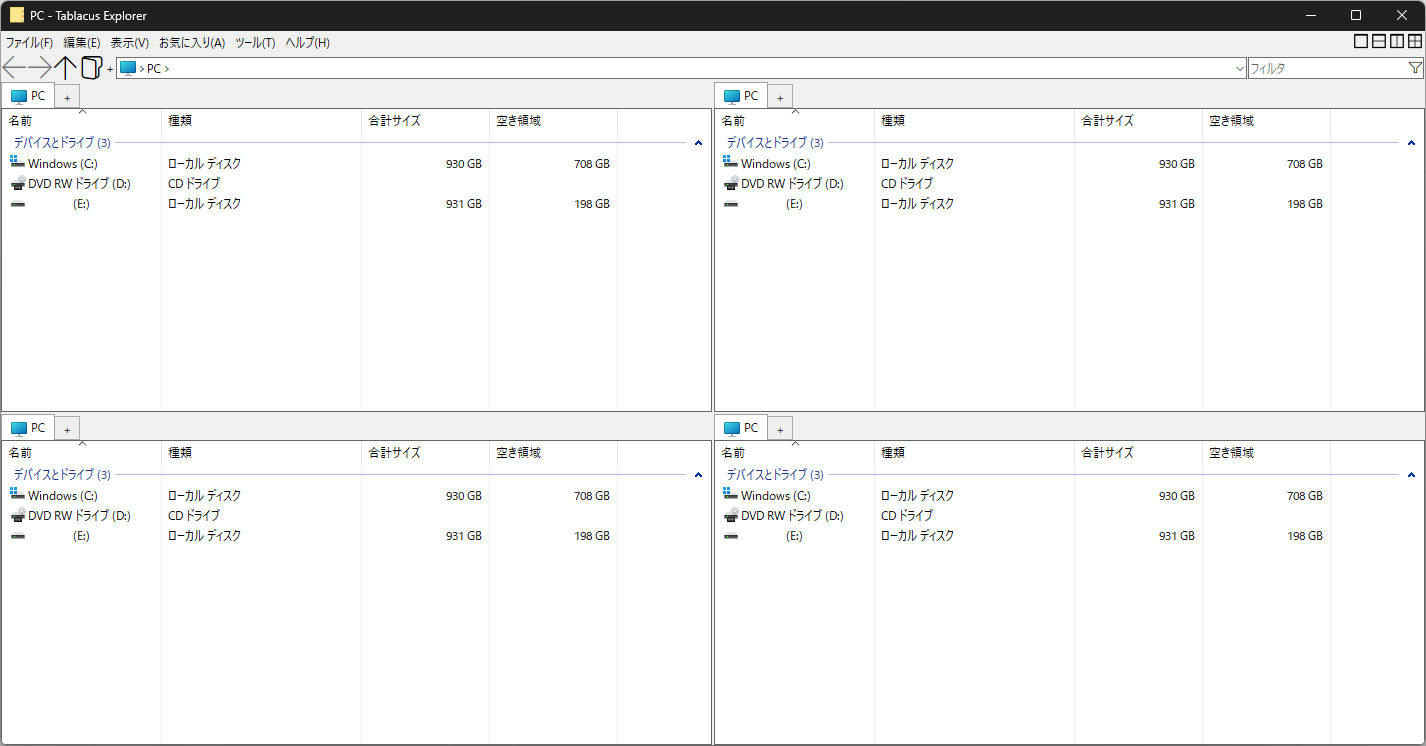 PC - Tablacus Explorer
ファイル(F) 編集(E) 表示(V) お気に入り(A) ツール(T) ヘルプ(H)
+ PC フィルタ
PC + PC +
名前 種類 合計サイズ 空き領域 名前 種類 合計サイズ 空き領域
デバイスとドライブ (3) デバイスとドライブ (3)
Windows (C:) ローカル ディスク 930 GB 708 GB Windows (C:) ローカル ディスク 930 GB 708 GB
DVD RW ドライブ (D:) CD ドライブ DVD RW ドライブ (D:) CD ドライブ
(E:) ローカル ディスク 931 GB 198 GB (E:) ローカル ディスク 931 GB 198 GB
PC + PC +
名前 種類 合計サイズ 空き領域 名前 種類 合計サイズ 空き領域
デバイスとドライブ (3) デバイスとドライブ (3)
Windows (C:) ローカル ディスク 930 GB 708 GB Windows (C:) ローカル ディスク 930 GB 708 GB
DVD RW ドライブ (D:) CD ドライブ DVD RW ドライブ (D:) CD ドライブ
(E:) ローカル ディスク 931 GB 198 GB (E:) ローカル ディスク 931 GB 198 GB